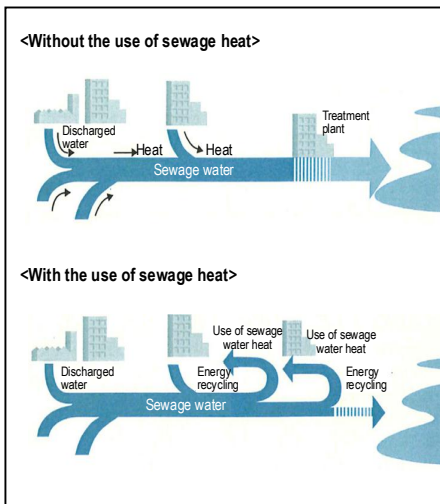 <Without the use of sewage heat>
Treatment
plant
Discharged
water
Heat
Heat
Sewage water
<With the use of sewage heat>
Use of sewage
water heat
Use of sewage
water heat
Discharged
water
Energy
recycling
Energy
recycling
Sewage water